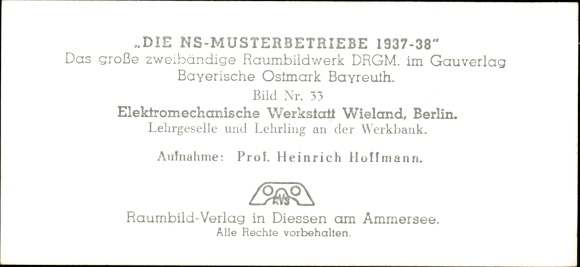 „DIE NS-MUSTERBETRIEBE 1937-38"
Das große zweibändige Raumbildwerk DRGM. im Gauverlag
Bayerische Ostmark Bayreuth.
Bild Nr. 33
Elektromechanische Werkstatt Wieland, Berlin.
Lehrgeselle und Lehrling an der Werkbank.
Aufnahme: Prof. Heinrich Hoffmann.
RVS
Raumbild-Verlag in Diessen am Ammersee.
Alle Rechte vorbehalten.